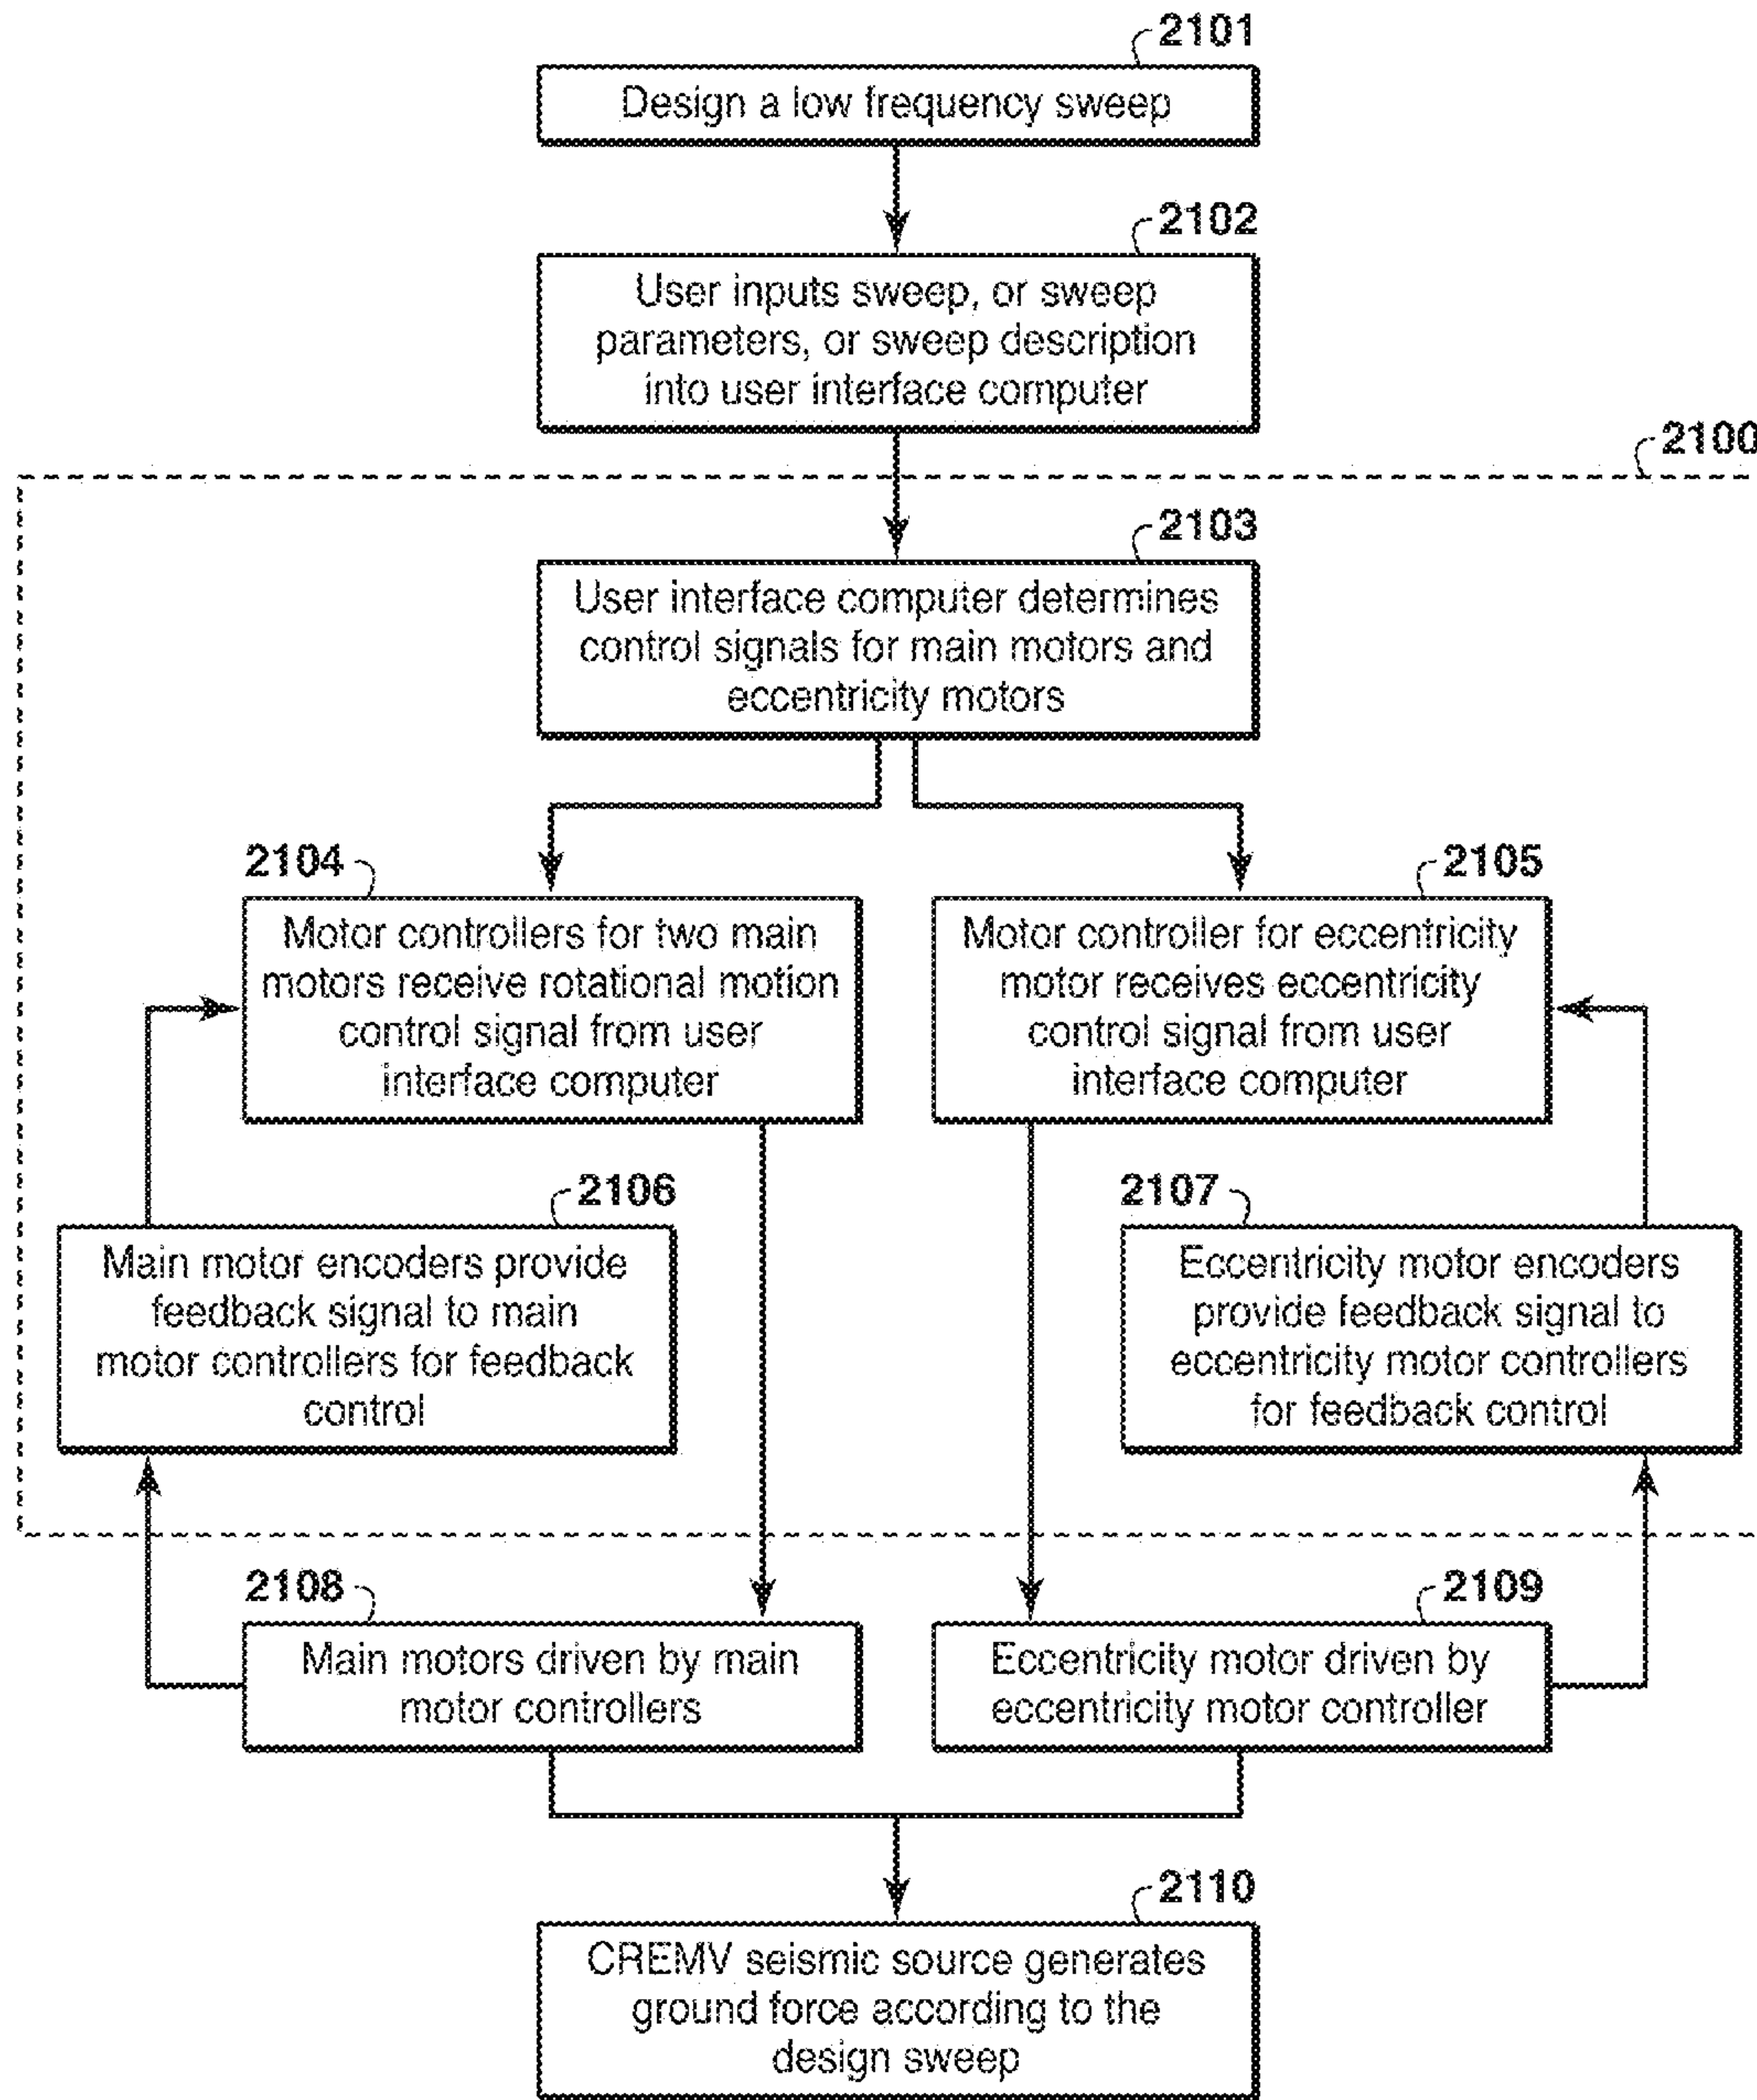 2101
Design a low frequency sweep
2102
User inputs sweep, or sweep
parameters, or sweep description
into user interface computer
2100
2103
User interface computer determines
control signals for main motors and
eccentricity motors
2104
Motor controllers for two main
motors receive rotational motion
control signal from user
interface computer
2105
Motor controller for eccentricity
motor receives eccentricity
control signal from user
interface computer
2106
Main motor encoders provide
feedback signal to main
motor controllers for feedback
control
2107
Eccentricity motor encoders
provide feedback signal to
eccentricity motor controllers
for feedback control
2108
Main motors driven by main
motor controllers
2109
Eccentricity motor driven by
eccentricity motor controller
2110
CREMV seismic source generates
ground force according to the
design sweep